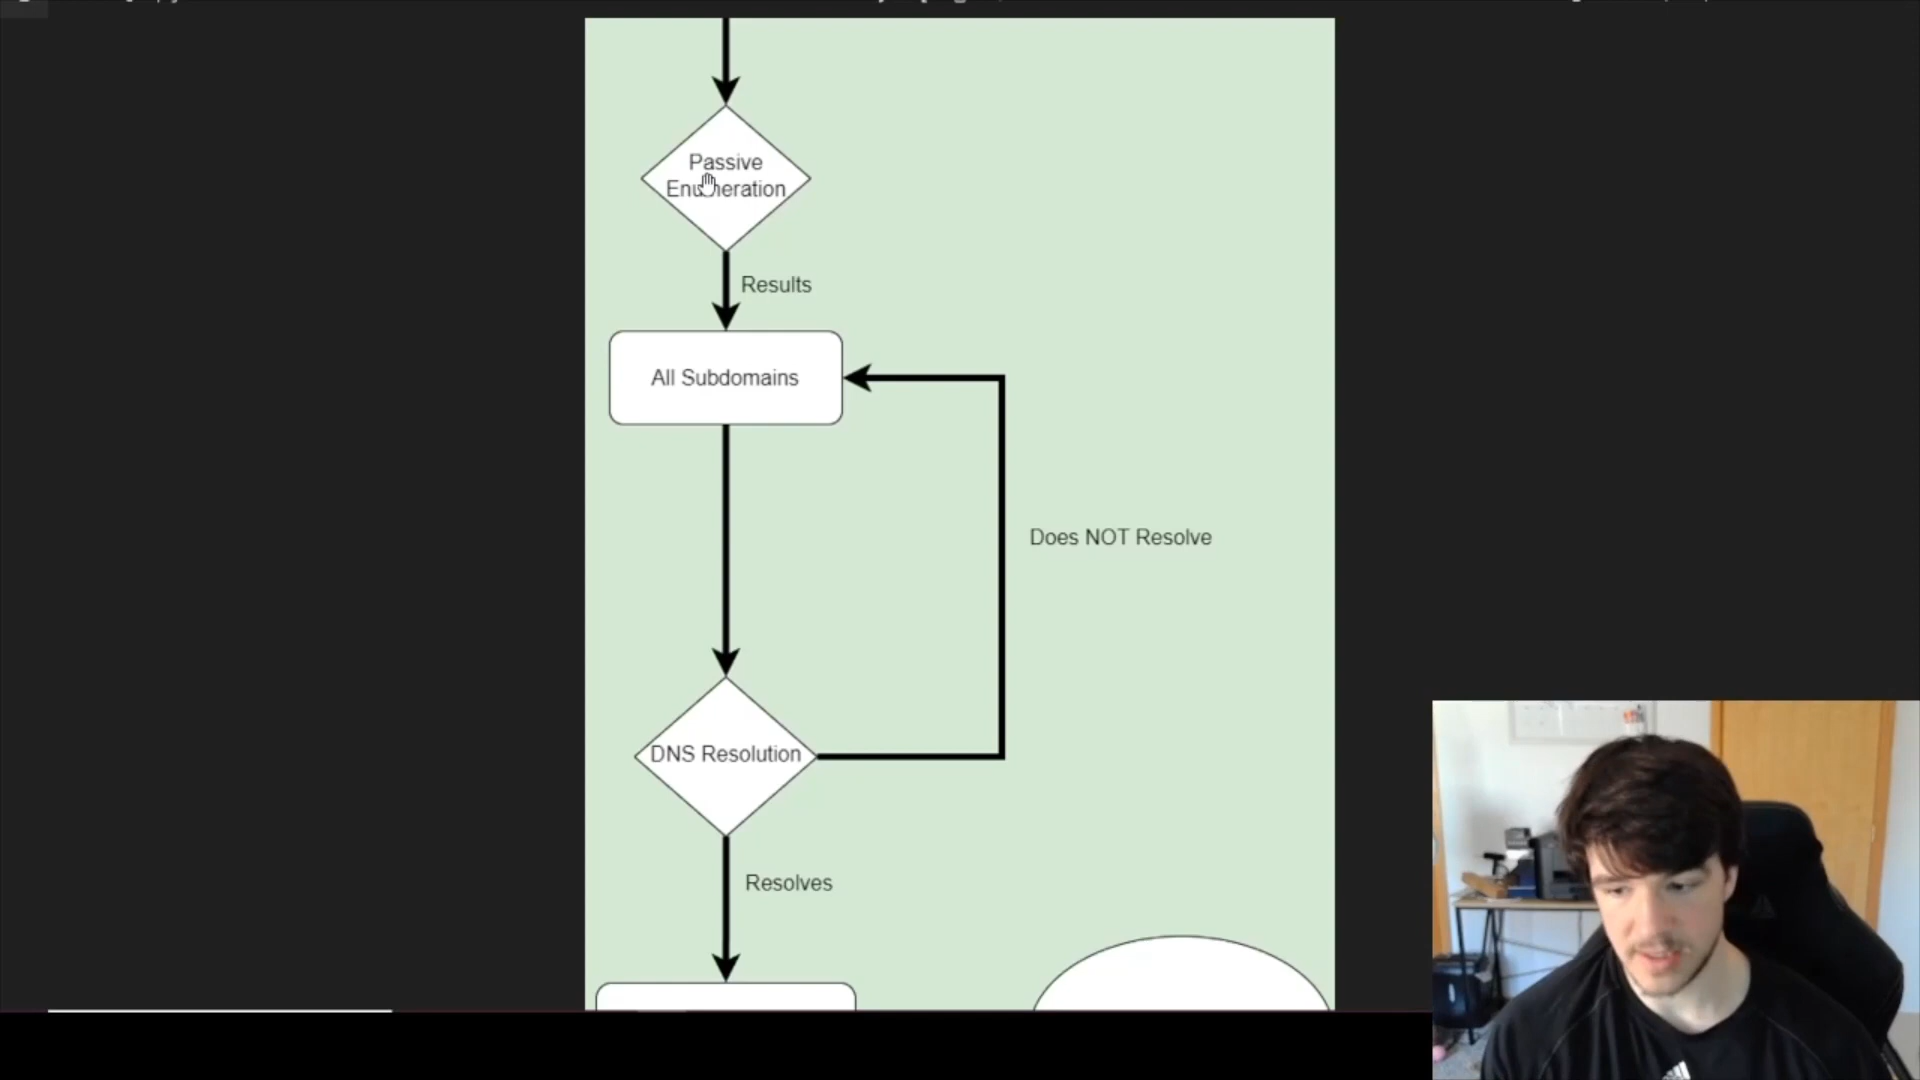 Passive
Enumeration
Results
All Subdomains
Does NOT Resolve
DNS Resolution
Resolves